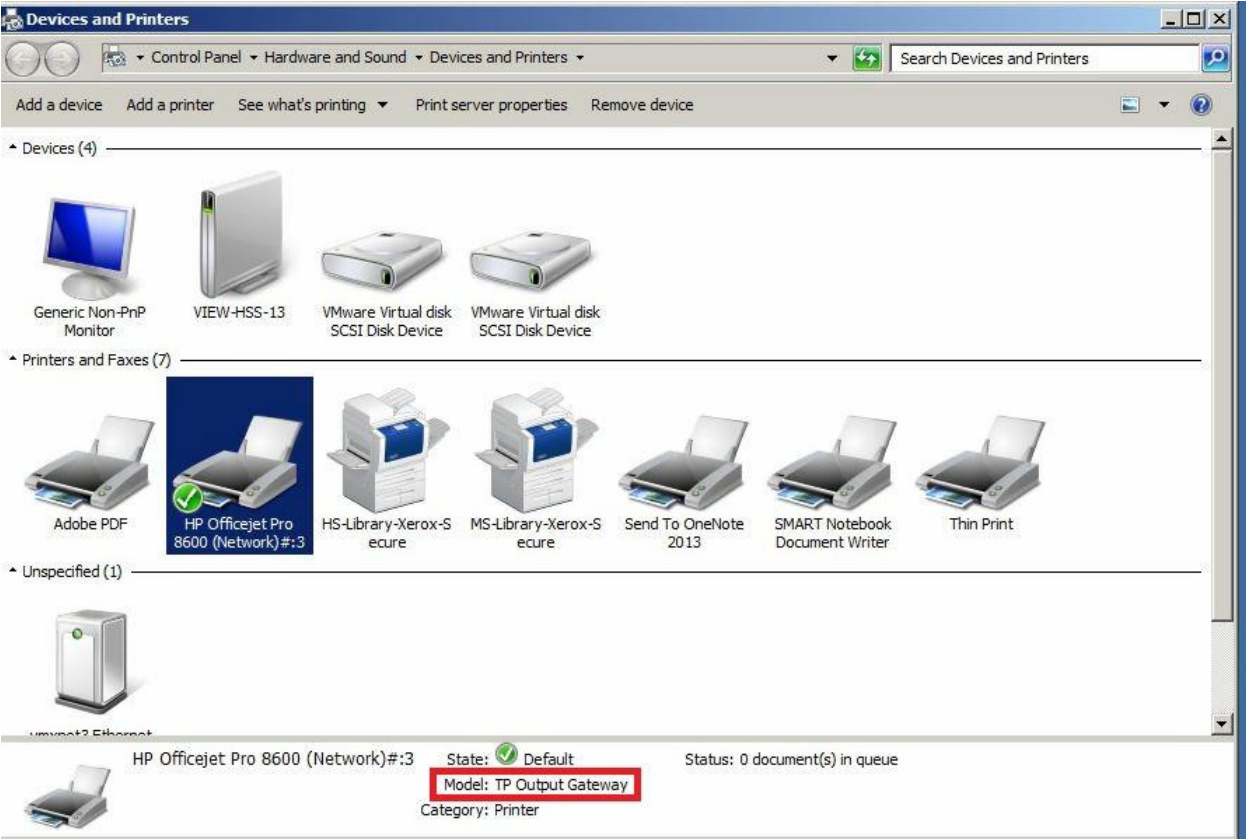 Devices and Printers
Control Panel Hardware and Sound Devices and Printers
Search Devices and Printers
Add a device Add a printer See what's printing Print server properties Remove device
Devices (4)
Generic Non-PnP
Monitor
VIEW-HSS-13
VMware Virtual disk
SCSI Disk Device
VMware Virtual disk
SCSI Disk Device
Printers and Faxes (7)
Adobe PDF
HP Officejet Pro
8600 (Network)#:3
HS-Library-Xerox-S
ecure
MS-Library-Xerox-S
ecure
Send To OneNote
2013
SMART Notebook
Document Writer
Thin Print
Unspecified (1)
vmxnet3 Ethernet
HP Officejet Pro 8600 (Network)#:3 State: Default Status: 0 document(s) in queue
Model: TP Output Gateway
Category: Printer